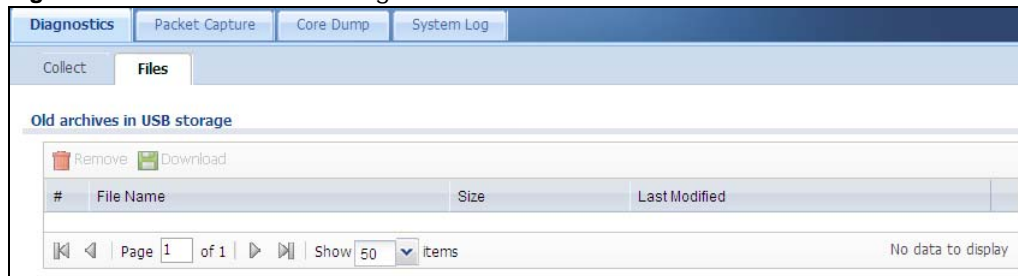 Diagnostics Packet Capture Core Dump System Log
Collect Files
Old archives in USB storage
Remove Download
# File Name Size Last Modified
Page 1 of 1 Show 50 items No data to display